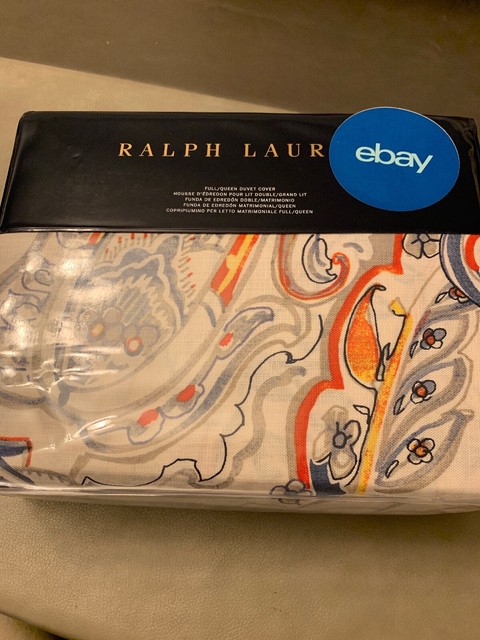 RALPH LAUR
ebay
FULL/QUEEN DUVET COVER
HOUSSE D'ÉDREDON POUR LIT DOUBLE/GRAND LIT
FUNDA DE EDREDÓN DOBLE/MATRIMONIO
FUNDA DE EDREDÓN MATRIMONIAL/QUEEN
COPRIPIUMINO PER LETTO MATRIMONIALE FULL/QUEEN